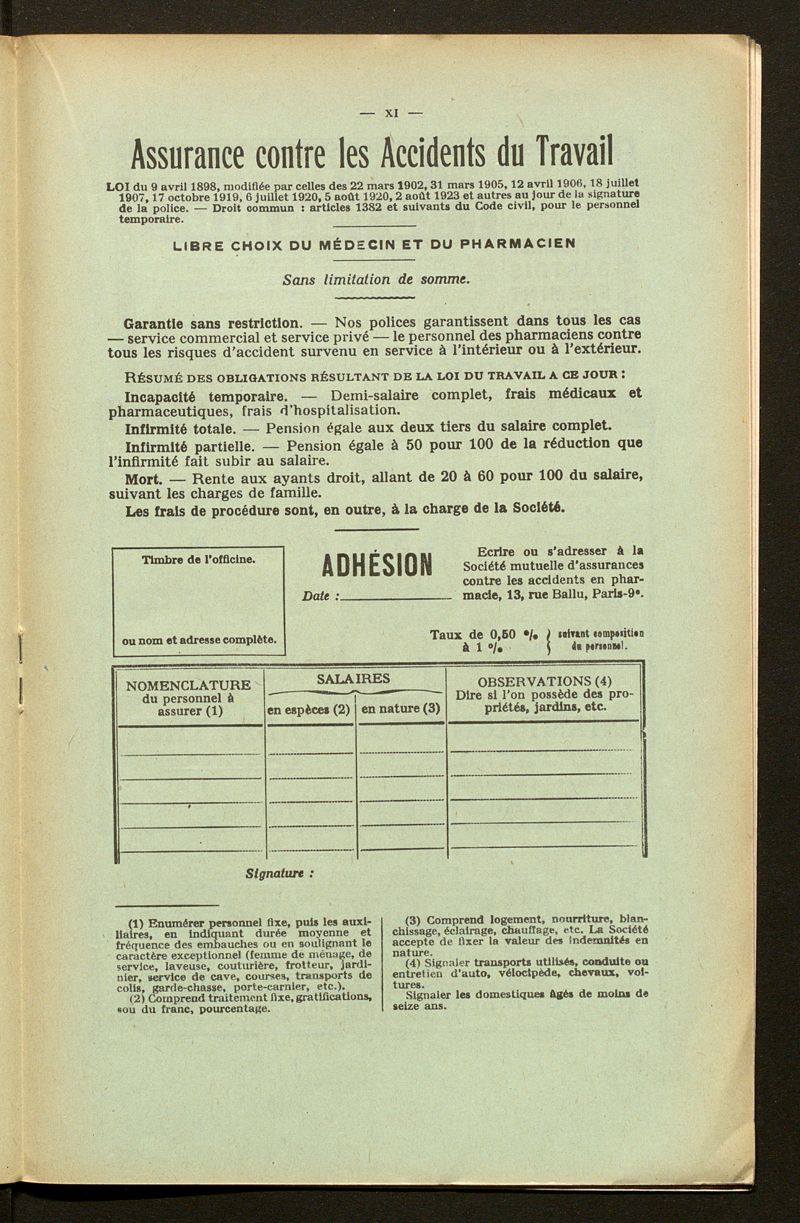 — XI —
Assurance contre les Accidents du Travail
LOI du 9 avril 1898, modifiée par celles des 22 mars 1902, 31 mars 1905, 12 avril 1906, 18 juillet
1907, 17 octobre 1919, 6 juillet 1920, 5 août 1920, 2 août 1923 et autres au jour de la signature
de la police. — Droit commun : articles 1382 et suivants du Code civil, pour le personnel
temporaire.
LIBRE CHOIX DU MÉDECIN ET DU PHARMACIEN
Sans limitation de somme.
Garantie sans restriction. — Nos polices garantissent dans tous les cas
— service commercial et service privé — le personnel des pharmaciens contre
tous les risques d'accident survenu en service à l'intérieur ou à l'extérieur.
RÉSUMÉ DES OBLIGATIONS RÉSULTANT DE LA LOI DU TRAVAIL A CE JOUR :
Incapacité temporaire. — Demi-salaire complet, frais médicaux et
pharmaceutiques, frais d'hospitalisation.
Infirmité totale. — Pension égale aux deux tiers du salaire complet.
Infirmité partielle. — Pension égale à 50 pour 100 de la réduction que
l'infirmité fait subir au salaire.
Mort. — Rente aux ayants droit, allant de 20 à 60 pour 100 du salaire,
suivant les charges de famille.
Les frais de procédure sont, en outre, à la charge de la Société.
Timbre de l'officine.
ou nom et adresse complète.
ADHÉSION
Date :
Ecrire ou s'adresser à la
Société mutuelle d'assurances
contre les accidents en phar-
macie, 13, rue Ballu, Paris-9e.
Taux de 0,50 % } suivant composition
à 1 % } du personnel.
NOMENCLATURE
du personnel à
assurer (1)
SALAIRES
en espèces (2)
en nature (3)
OBSERVATIONS (4)
Dire si l'on possède des pro-
priétés, jardins, etc.
Signature :
(1) Enumérer personnel fixe, puis les auxi-
liaires, en indiquant durée moyenne et
fréquence des embauches ou en soulignant le
caractère exceptionnel (femme de ménage, de
service, laveuse, couturière, frotteur, jardi-
nier, service de cave, courses, transports de
colis, garde-chasse, porte-carnier, etc.).
(2) Comprend traitement fixe, gratifications,
sou du franc, pourcentage.
(3) Comprend logement, nourriture, blan-
chissage, éclairage, chauffage, etc. La Société
accepte de fixer la valeur des indemnités en
nature.
(4) Signaler transports utilisés, conduite ou
entretien d'auto, vélocipède, chevaux, voi-
tures.
Signaler les domestiques âgés de moins de
seize ans.